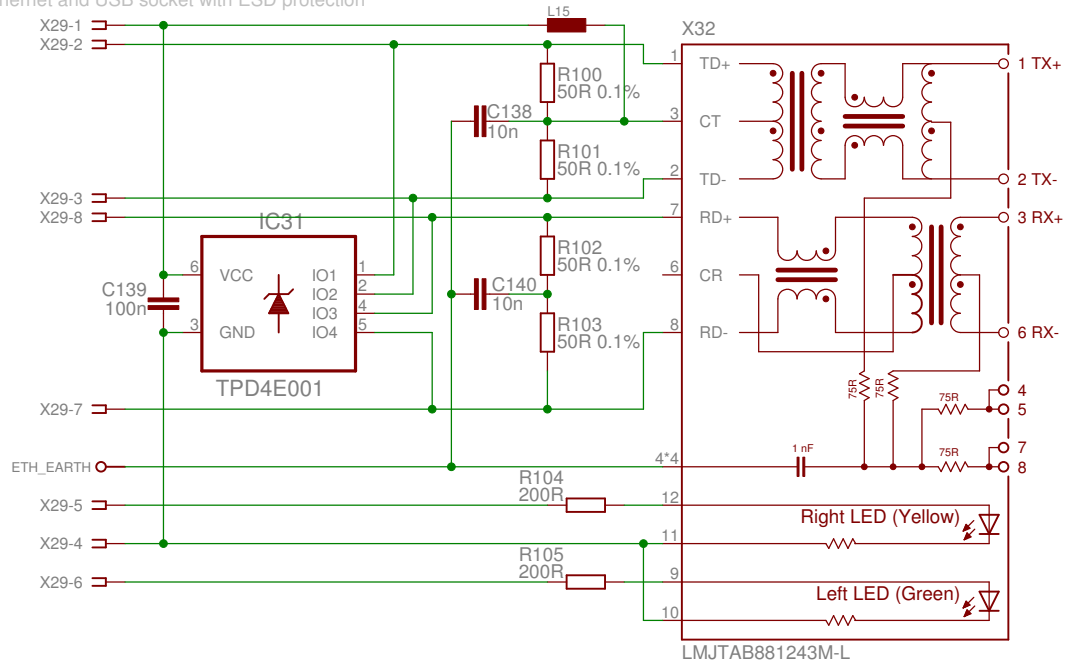 and USB socket with ESD protection
X29-1
L15
X29-2
X32
1
TD+
1 TX+
R100
50R 0.1%
C138
10n
3
CT
R101
50R 0.1%
2
TD-
2 TX-
X29-3
X29-8
7
RD+
3 RX+
IC31
R102
50R 0.1%
6
VCC
IO1
1
IO2
2
IO3
4
3
GND
IO4
5
C139
100n
C140
10n
6
CR
R103
50R 0.1%
8
RD-
6 RX-
TPD4E001
75R
75R
X29-7
75R
4
5
7
ETH_EARTH
4*4
1 nF
75R
8
R104
200R
X29-5
12
Right LED (Yellow)
X29-4
11
R105
200R
X29-6
9
Left LED (Green)
10
LMJTAB881243M-L